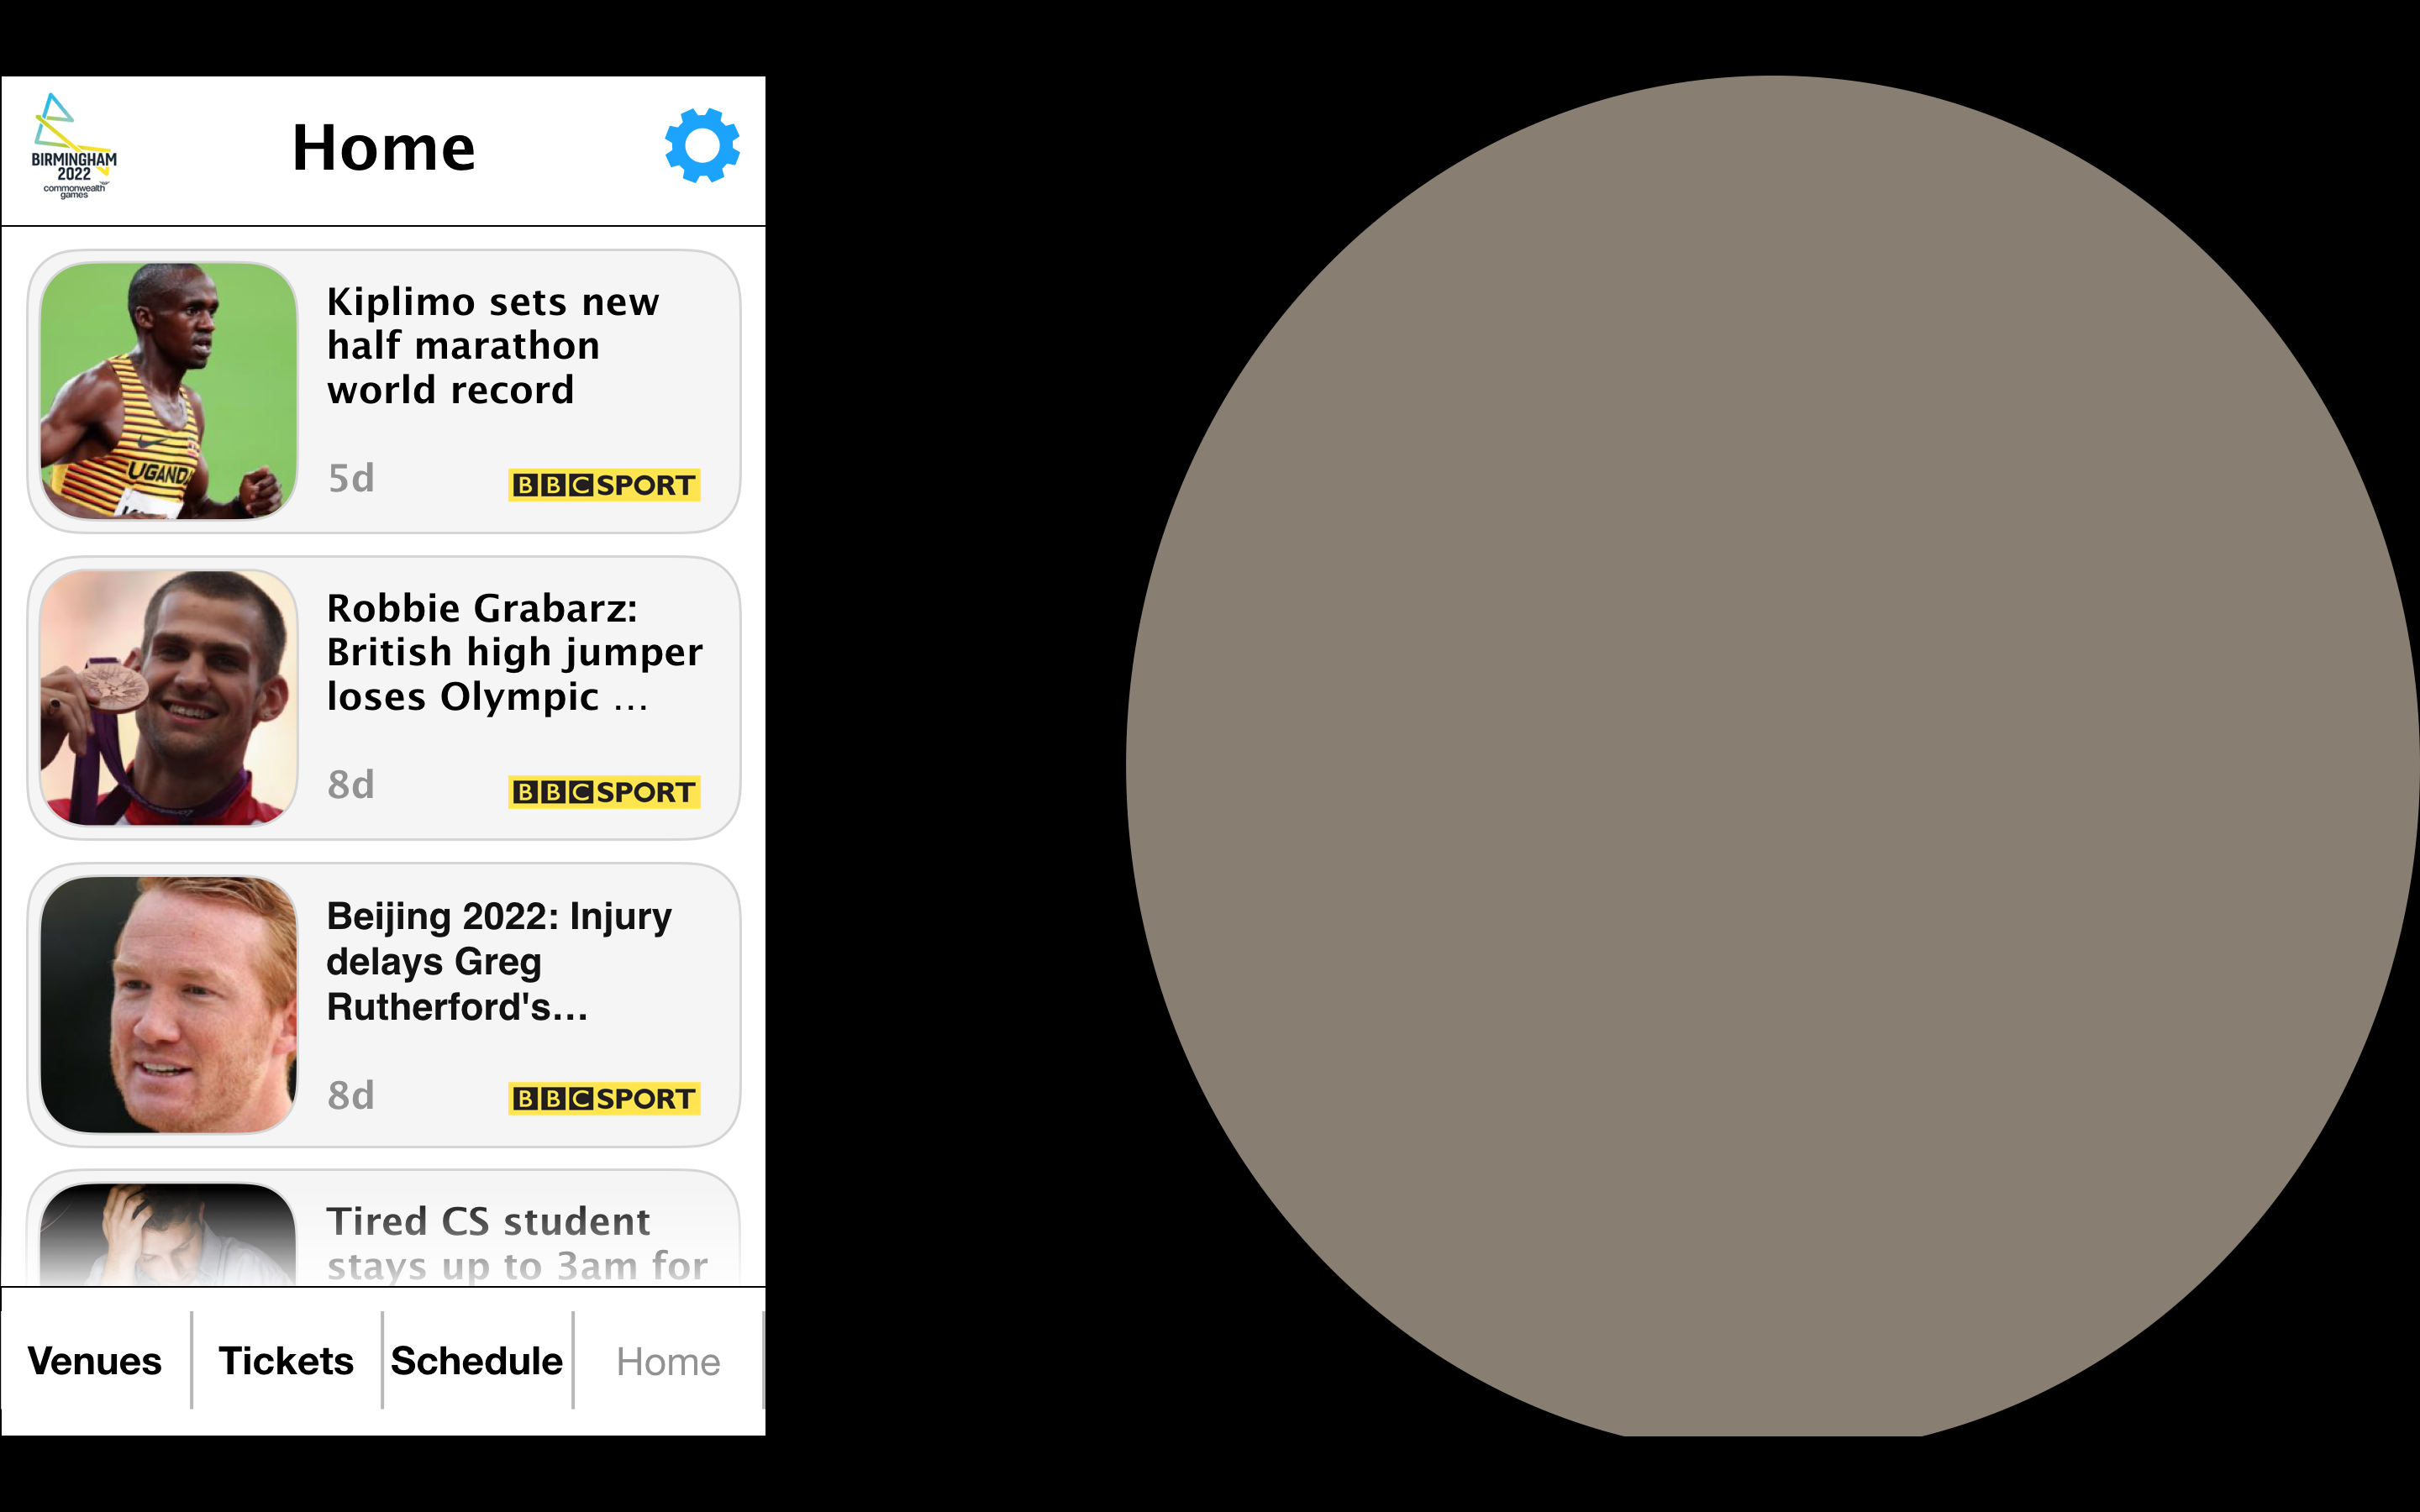 BIRMINGHAM
2022
commonwealth
games
Home
Kiplimo sets new
half marathon
world record
5d
BBC SPORT
UGANDA
Robbie Grabarz:
British high jumper
loses Olympic ...
8d
BBC SPORT
Beijing 2022: Injury
delays Greg
Rutherford's...
8d
BBC SPORT
Tired CS student
stays up to 3am for
Venues
Tickets
Schedule
Home